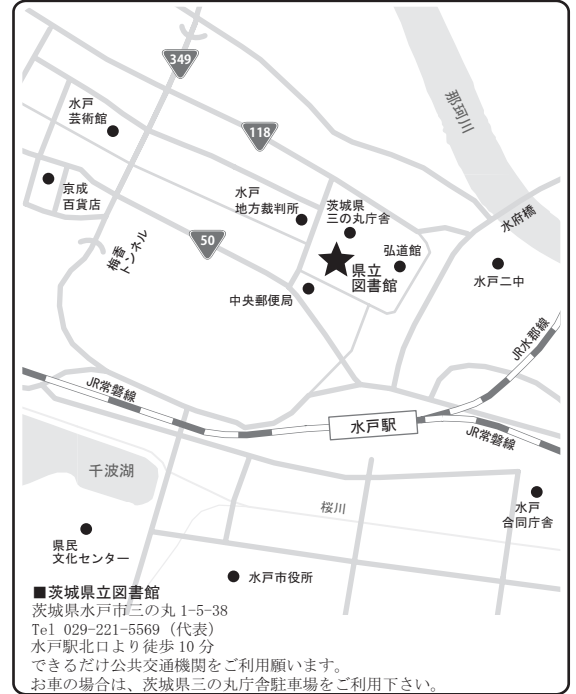 349
那珂川
水戸
芸術館
118
京成
百貨店
水戸
地方裁判所
茨城県
三の丸庁舎
水府橋
梅香
トンネル
50
弘道館
県立
図書館
水戸二中
中央郵便局
JR水郡線
JR常磐線
水戸駅
JR常磐線
千波湖
桜川
水戸
合同庁舎
県民
文化センター
水戸市役所
■茨城県立図書館
茨城県水戸市三の丸 1-5-38
Tel 029-221-5569（代表）
水戸駅北口より徒歩 10 分
できるだけ公共交通機関をご利用願います。
お車の場合は、茨城県三の丸庁舎駐車場をご利用下さい。